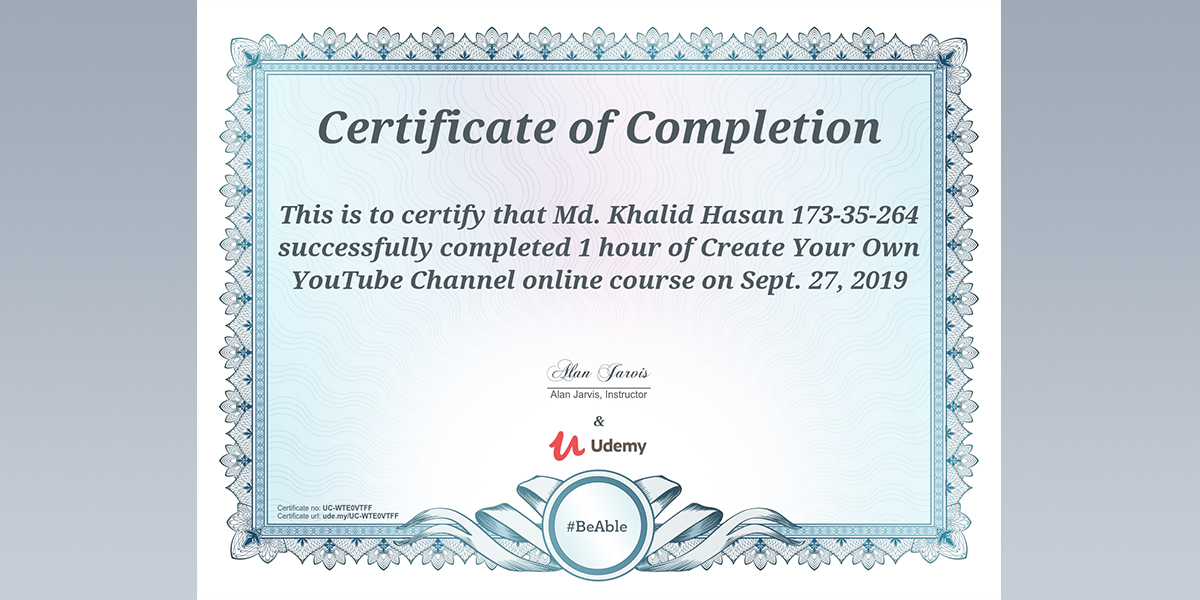 Certificate of Completion
This is to certify that Md. Khalid Hasan 173-35-264
successfully completed 1 hour of Create Your Own
YouTube Channel online course on Sept. 27, 2019
Alan Jarvis
Alan Jarvis, Instructor
&
Udemy
Certificate no: UC-WTE0VTFF
Certificate url: ude.my/UC-WTE0VTFF
#BeAble